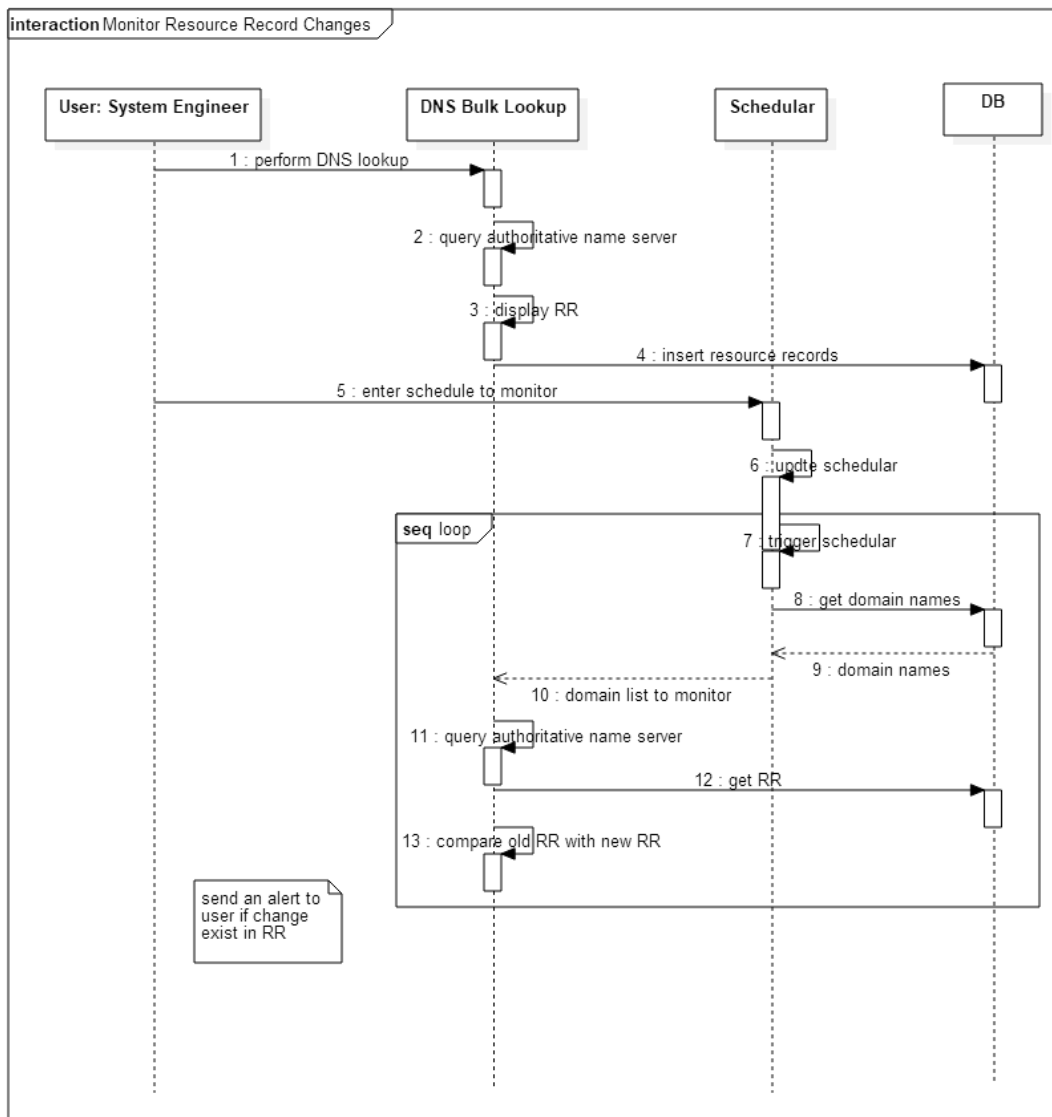 interaction Monitor Resource Record Changes
User: System Engineer
DNS Bulk Lookup
Schedular
DB
1 : perform DNS lookup
2 : query authoritative name server
3 : display RR
4 : insert resource records
5 : enter schedule to monitor
6 : updte schedular
seq loop
7 : trigger schedular
8 : get domain names
9 : domain names
10 : domain list to monitor
11 : query authoritative name server
12 : get RR
13 : compare old RR with new RR
send an alert to
user if change
exist in RR